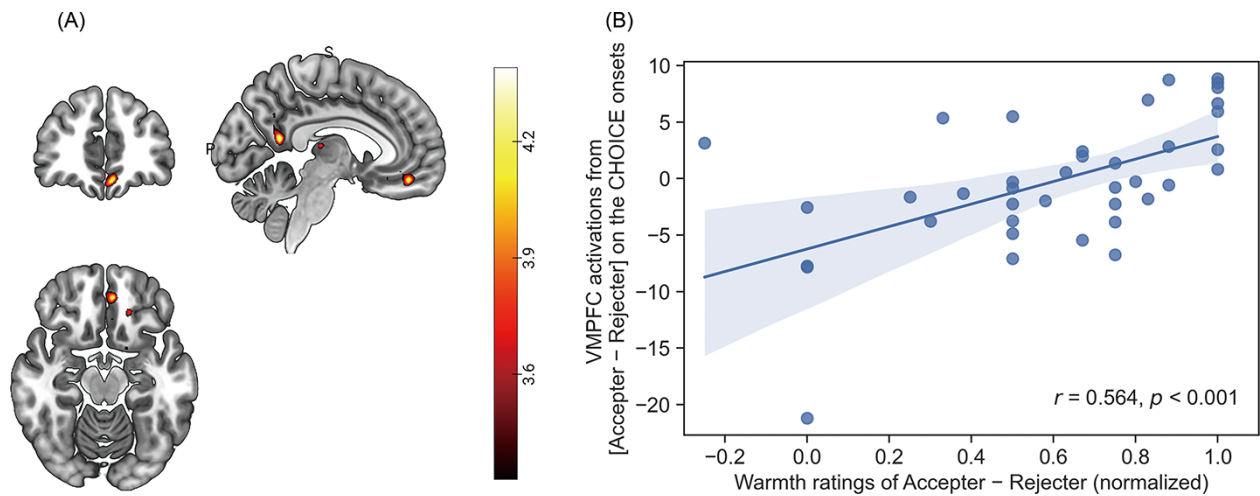 (A)
S
P
4.2
3.9
3.6
(B)
VMPFC activations from
[Accepter − Rejecter] on the CHOICE onsets
10
5
0
−5
−10
−15
−20
r = 0.564, p < 0.001
−0.2 0.0 0.2 0.4 0.6 0.8 1.0
Warmth ratings of Accepter − Rejecter (normalized)